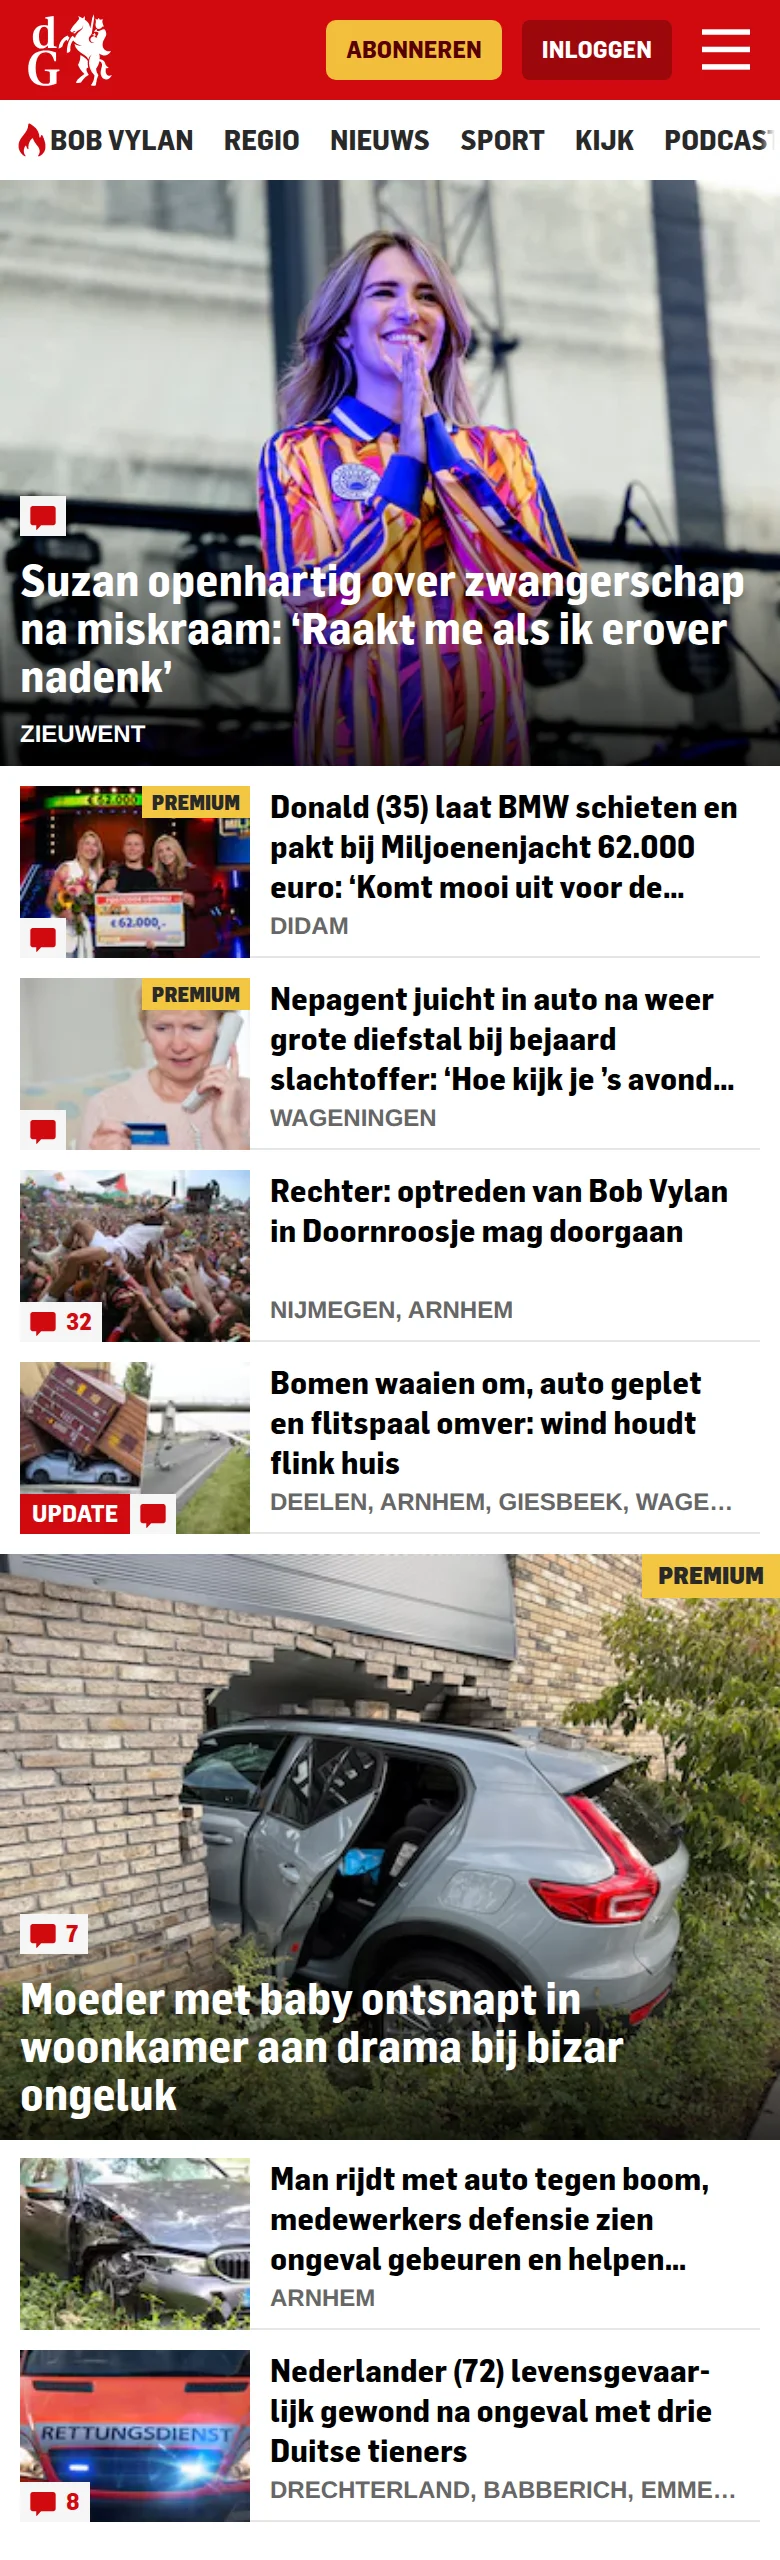 dG
ABONNEREN
INLOGGEN
BOB VYLAN REGIO NIEUWS SPORT KIJK PODCAST
Suzan openhartig over zwangerschap
na miskraam: ‘Raakt me als ik erover
nadenk’
ZIEUWENT
PREMIUM
€ 62.000
€ 62.000,-
Donald (35) laat BMW schieten en
pakt bij Miljoenenjacht 62.000
euro: ‘Komt mooi uit voor de...
DIDAM
PREMIUM
Nepagent juicht in auto na weer
grote diefstal bij bejaard
slachtoffer: ‘Hoe kijk je ’s avond...
WAGENINGEN
32
Rechter: optreden van Bob Vylan
in Doornroosje mag doorgaan
NIJMEGEN, ARNHEM
UPDATE
Bomen waaien om, auto geplet
en flitspaal omver: wind houdt
flink huis
DEELEN, ARNHEM, GIESBEEK, WAGE...
PREMIUM
7
Moeder met baby ontsnapt in
woonkamer aan drama bij bizar
ongeluk
Man rijdt met auto tegen boom,
medewerkers defensie zien
ongeval gebeuren en helpen...
ARNHEM
RETTUNGSDIENST
8
Nederlander (72) levensgevaar-
lijk gewond na ongeval met drie
Duitse tieners
DRECHTERLAND, BABBERICH, EMME...